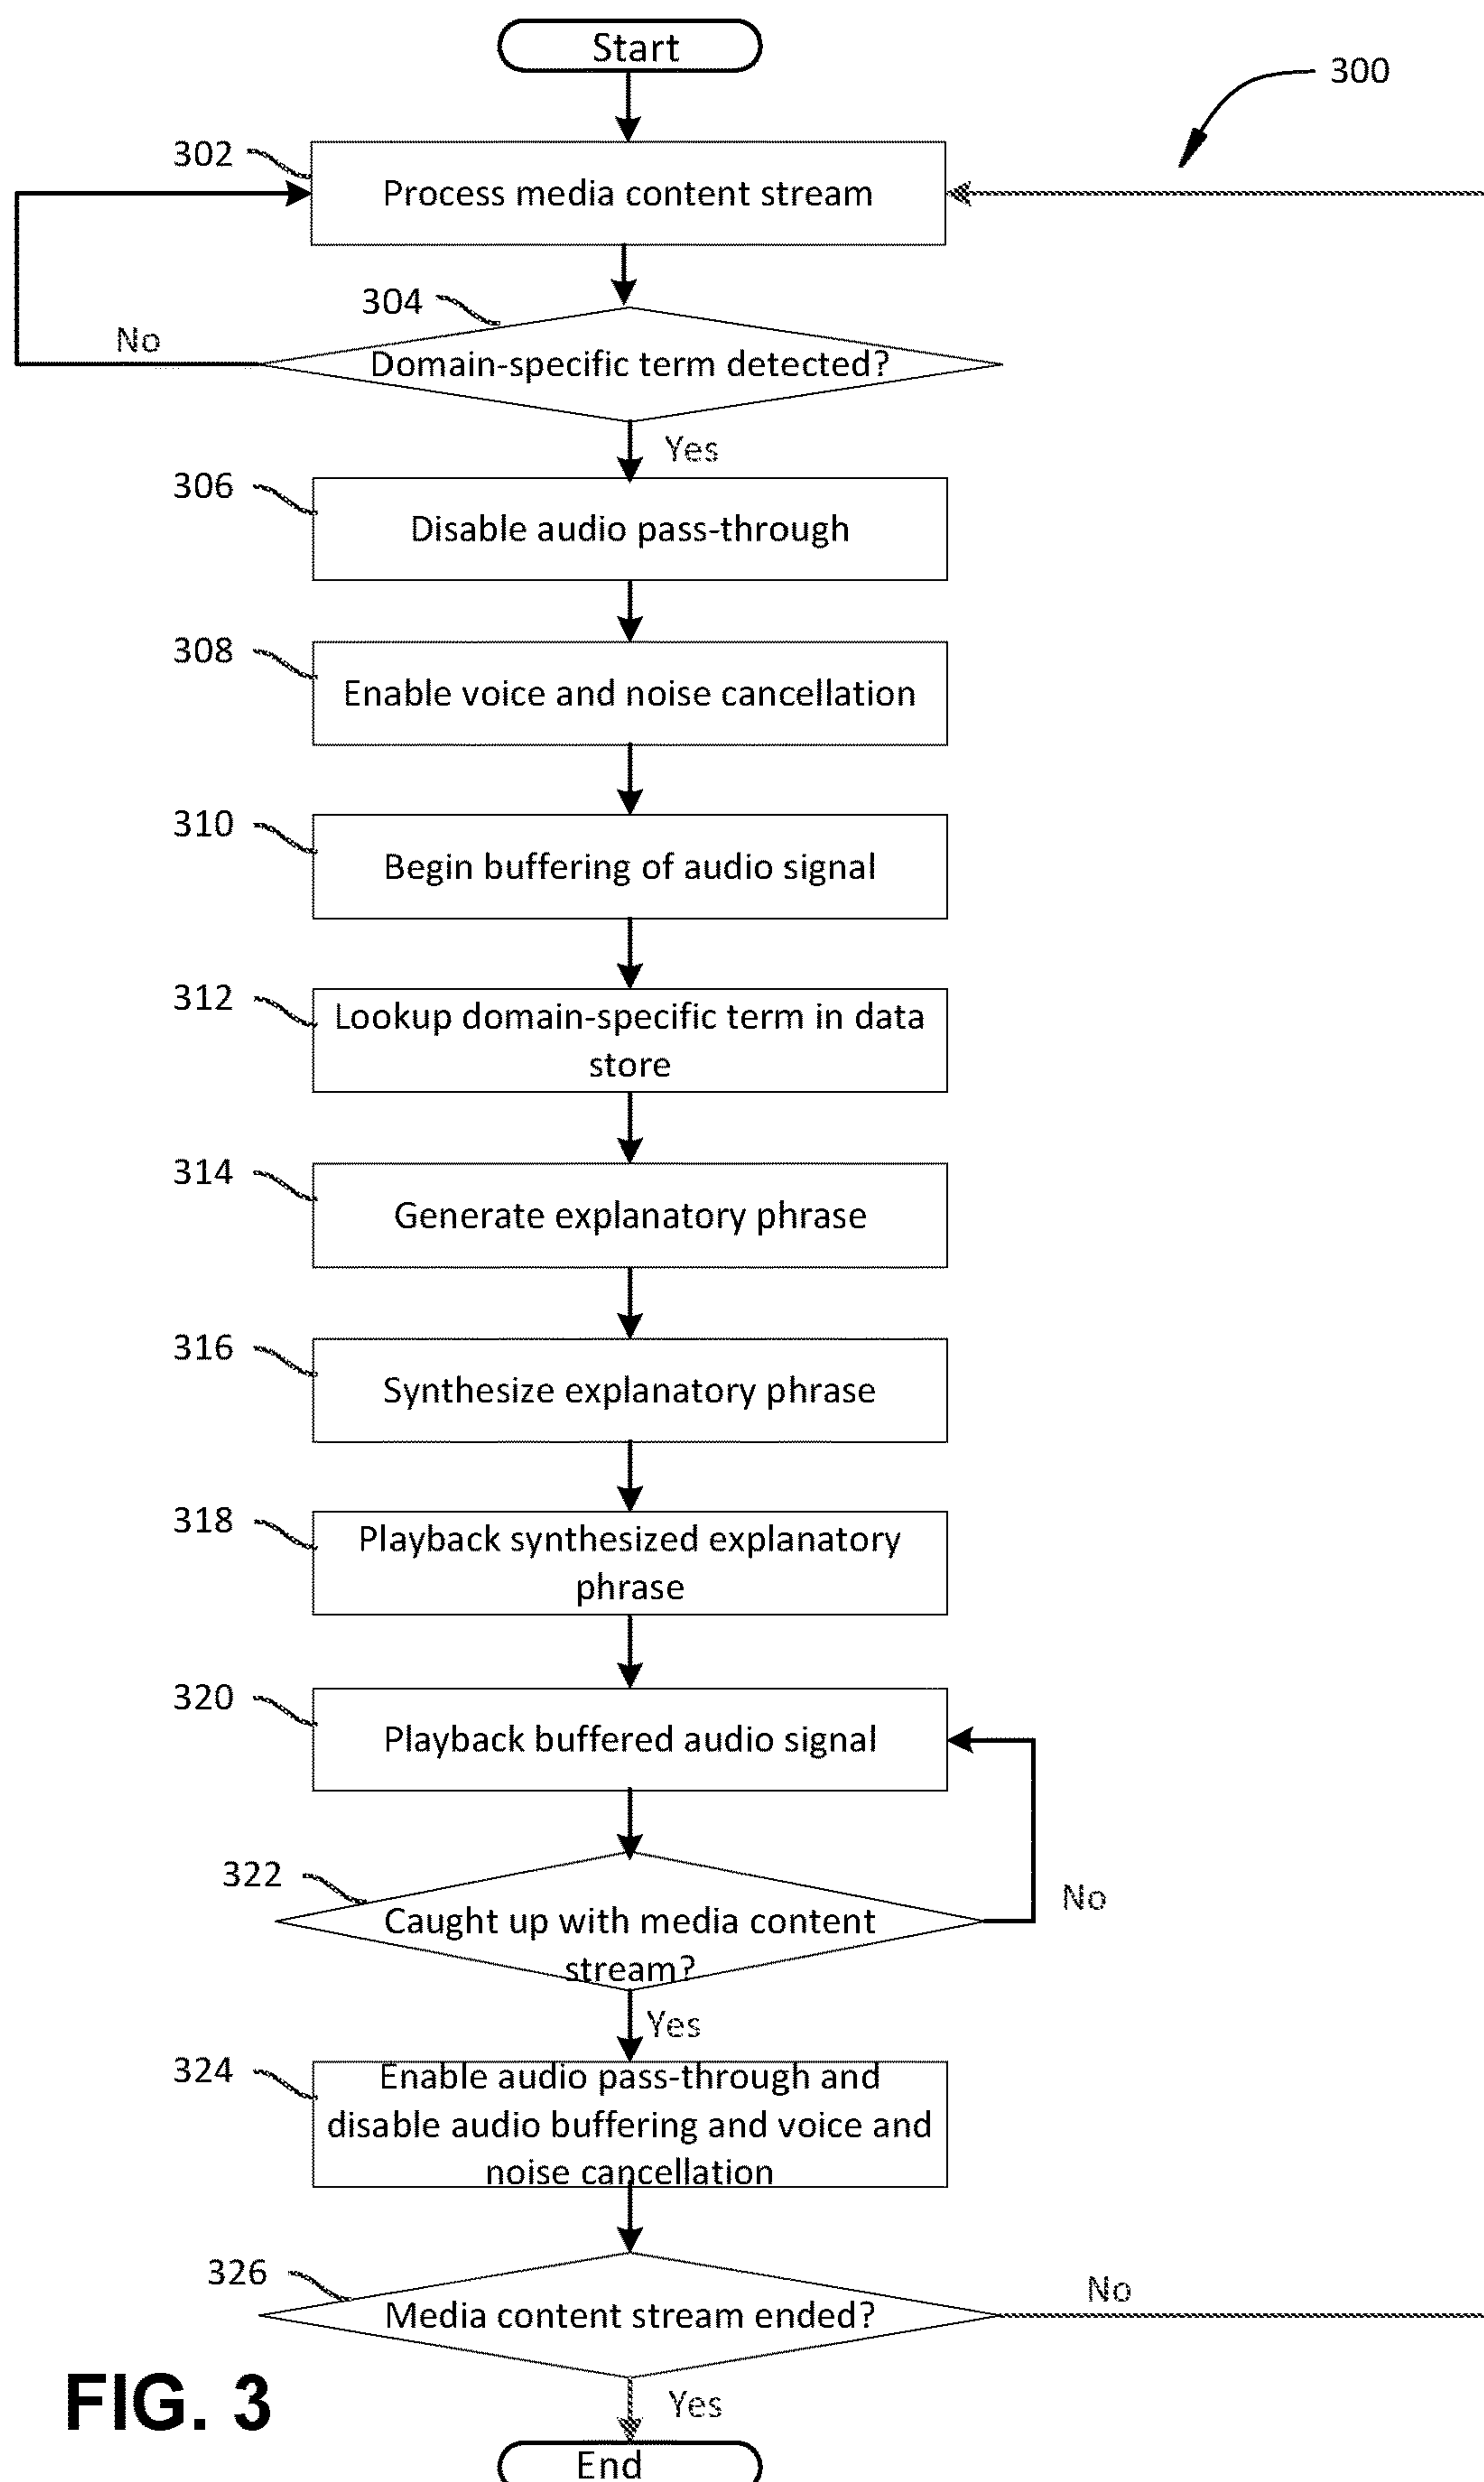 Start
300
302
Process media content stream
304
No
Domain-specific term detected?
Yes
306
Disable audio pass-through
308
Enable voice and noise cancellation
310
Begin buffering of audio signal
312
Lookup domain-specific term in data
store
314
Generate explanatory phrase
316
Synthesize explanatory phrase
318
Playback synthesized explanatory
phrase
320
Playback buffered audio signal
322
No
Caught up with media content
stream?
Yes
324
Enable audio pass-through and
disable audio buffering and voice and
noise cancellation
326
No
Media content stream ended?
Yes
FIG. 3
End